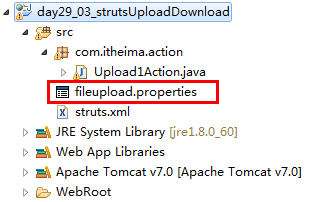 day29_03_strutsUploadDownload
src
com.itheima.action
Upload1Action.java
fileupload.properties
struts.xml
JRE System Library [jre1.8.0_60]
Web App Libraries
Apache Tomcat v7.0 [Apache Tomcat v7.0]
WebRoot